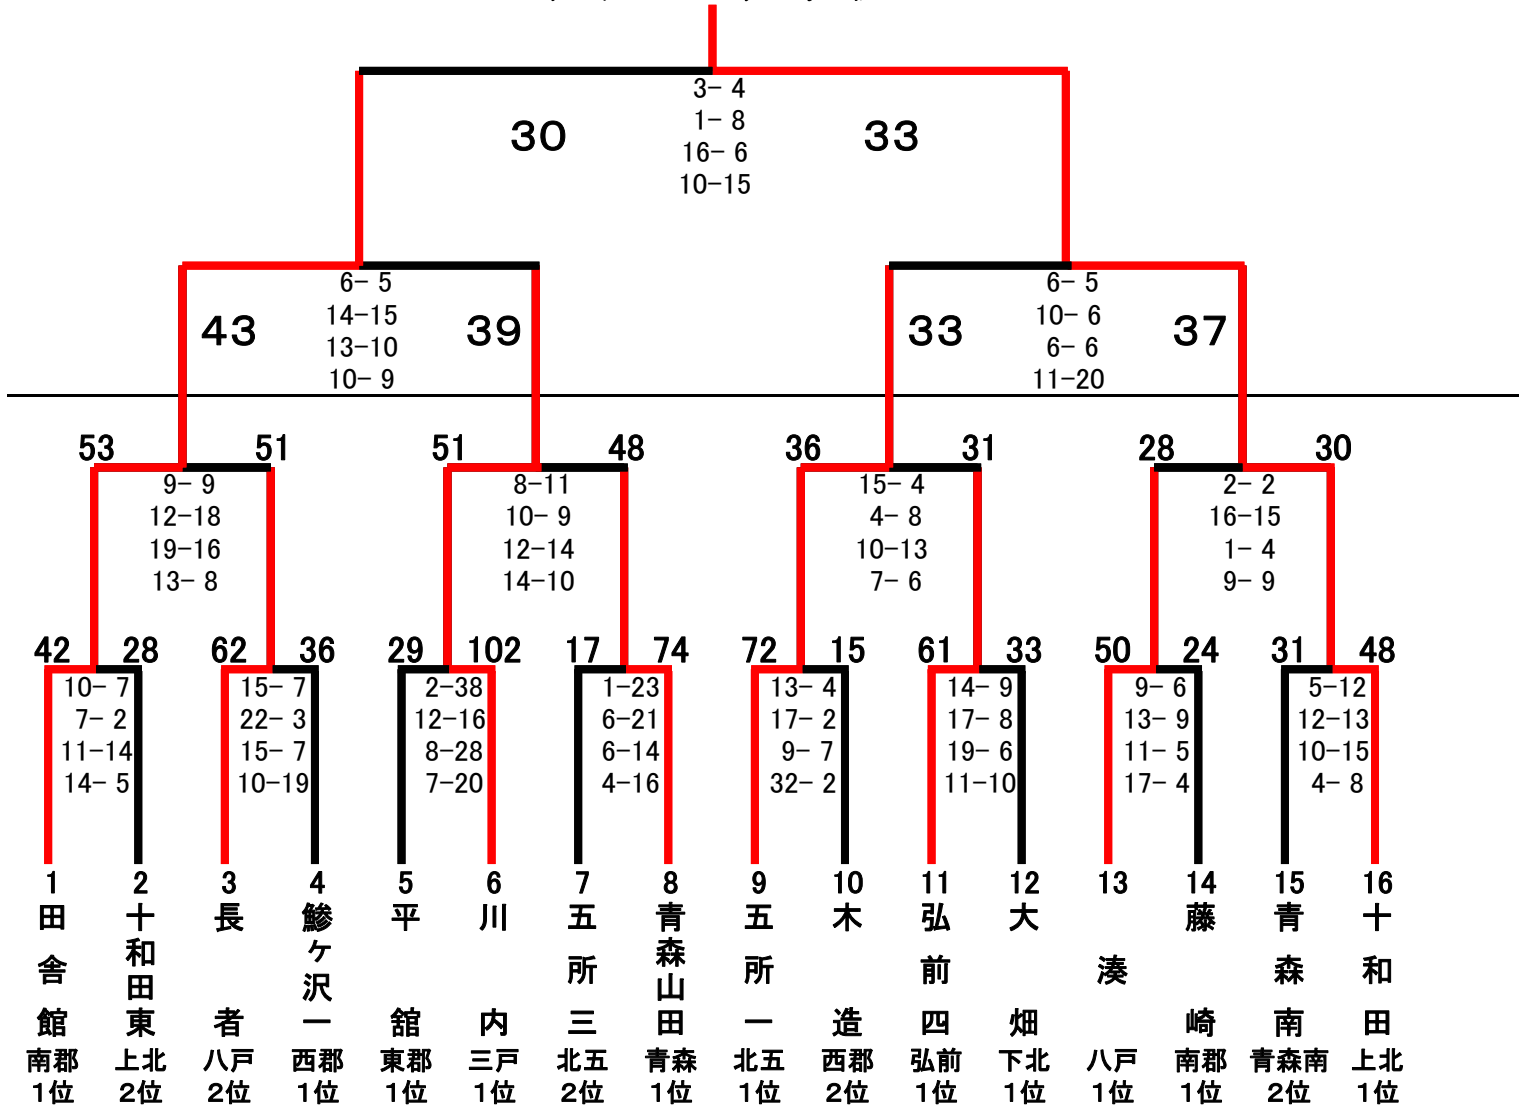 3- 4
30 1- 8 33
16- 6
10-15
6- 5 6- 5
43 14-15 39 33 10- 6 37
13-10 6- 6
10- 9 11-20
53 51 51 48 36 31 28 30
9- 9 8-11 15- 4 2- 2
12-18 10- 9 4- 8 16-15
19-16 12-14 10-13 1- 4
13- 8 14-10 7- 6 9- 9
42 28 62 36 29 102 17 74 72 15 61 33 50 24 31 48
10- 7 15- 7 2-38 1-23 13- 4 14- 9 9- 6 5-12
7- 2 22- 3 12-16 6-21 17- 2 17- 8 13- 9 12-13
11-14 15- 7 8-28 6-14 9- 7 19- 6 11- 5 10-15
14- 5 10-19 7-20 4-16 32- 2 11-10 17- 4 4- 8
1 2 3 4 5 6 7 8 9 10 11 12 13 14 15 16
田舎館
十和田東
長者
鰺ヶ沢一
平舘
川内
五所三
青森山田
五所一
木造
弘前四
大畑
湊
藤崎
青森南
十和田
南郡 上北 八戸 西郡 東郡 三戸 北五 青森 北五 西郡 弘前 下北 八戸 南郡 青森南 上北
1位 2位 2位 1位 1位 1位 2位 1位 1位 2位 1位 1位 1位 1位 2位 1位